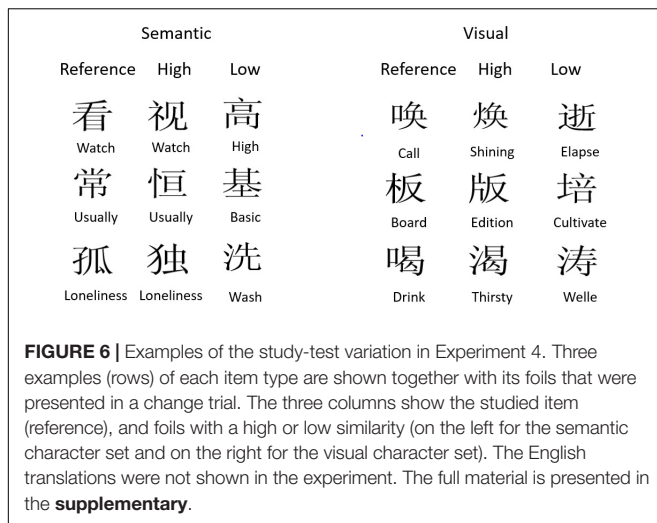 Semantic Visual
Reference High Low Reference High Low
看 视 高 唤 焕 逝
Watch Watch High Call Shining Elapse
常 恒 基 板 版 培
Usually Usually Basic Board Edition Cultivate
孤 独 洗 喝 渴 涛
Loneliness Loneliness Wash Drink Thirsty Welle
FIGURE 6 | Examples of the study-test variation in Experiment 4. Three
examples (rows) of each item type are shown together with its foils that were
presented in a change trial. The three columns show the studied item
(reference), and foils with a high or low similarity (on the left for the semantic
character set and on the right for the visual character set). The English
translations were not shown in the experiment. The full material is presented in
the supplementary.